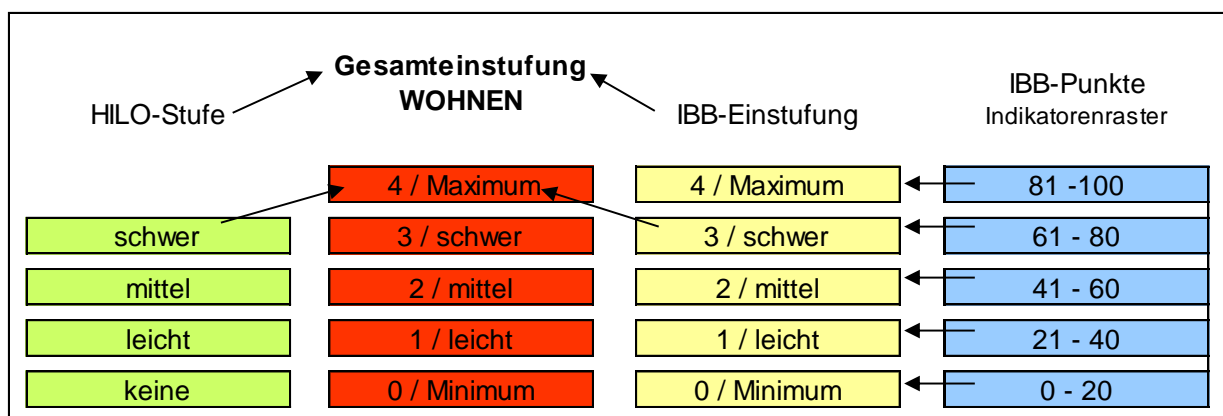 Gesamteinstufung
WOHNEN
HILO-Stufe
IBB-Einstufung
IBB-Punkte
Indikatorenraster
4 / Maximum
4 / Maximum
81 -100
schwer
3 / schwer
3 / schwer
61 - 80
mittel
2 / mittel
2 / mittel
41 - 60
leicht
1 / leicht
1 / leicht
21 - 40
keine
0 / Minimum
0 / Minimum
0 - 20